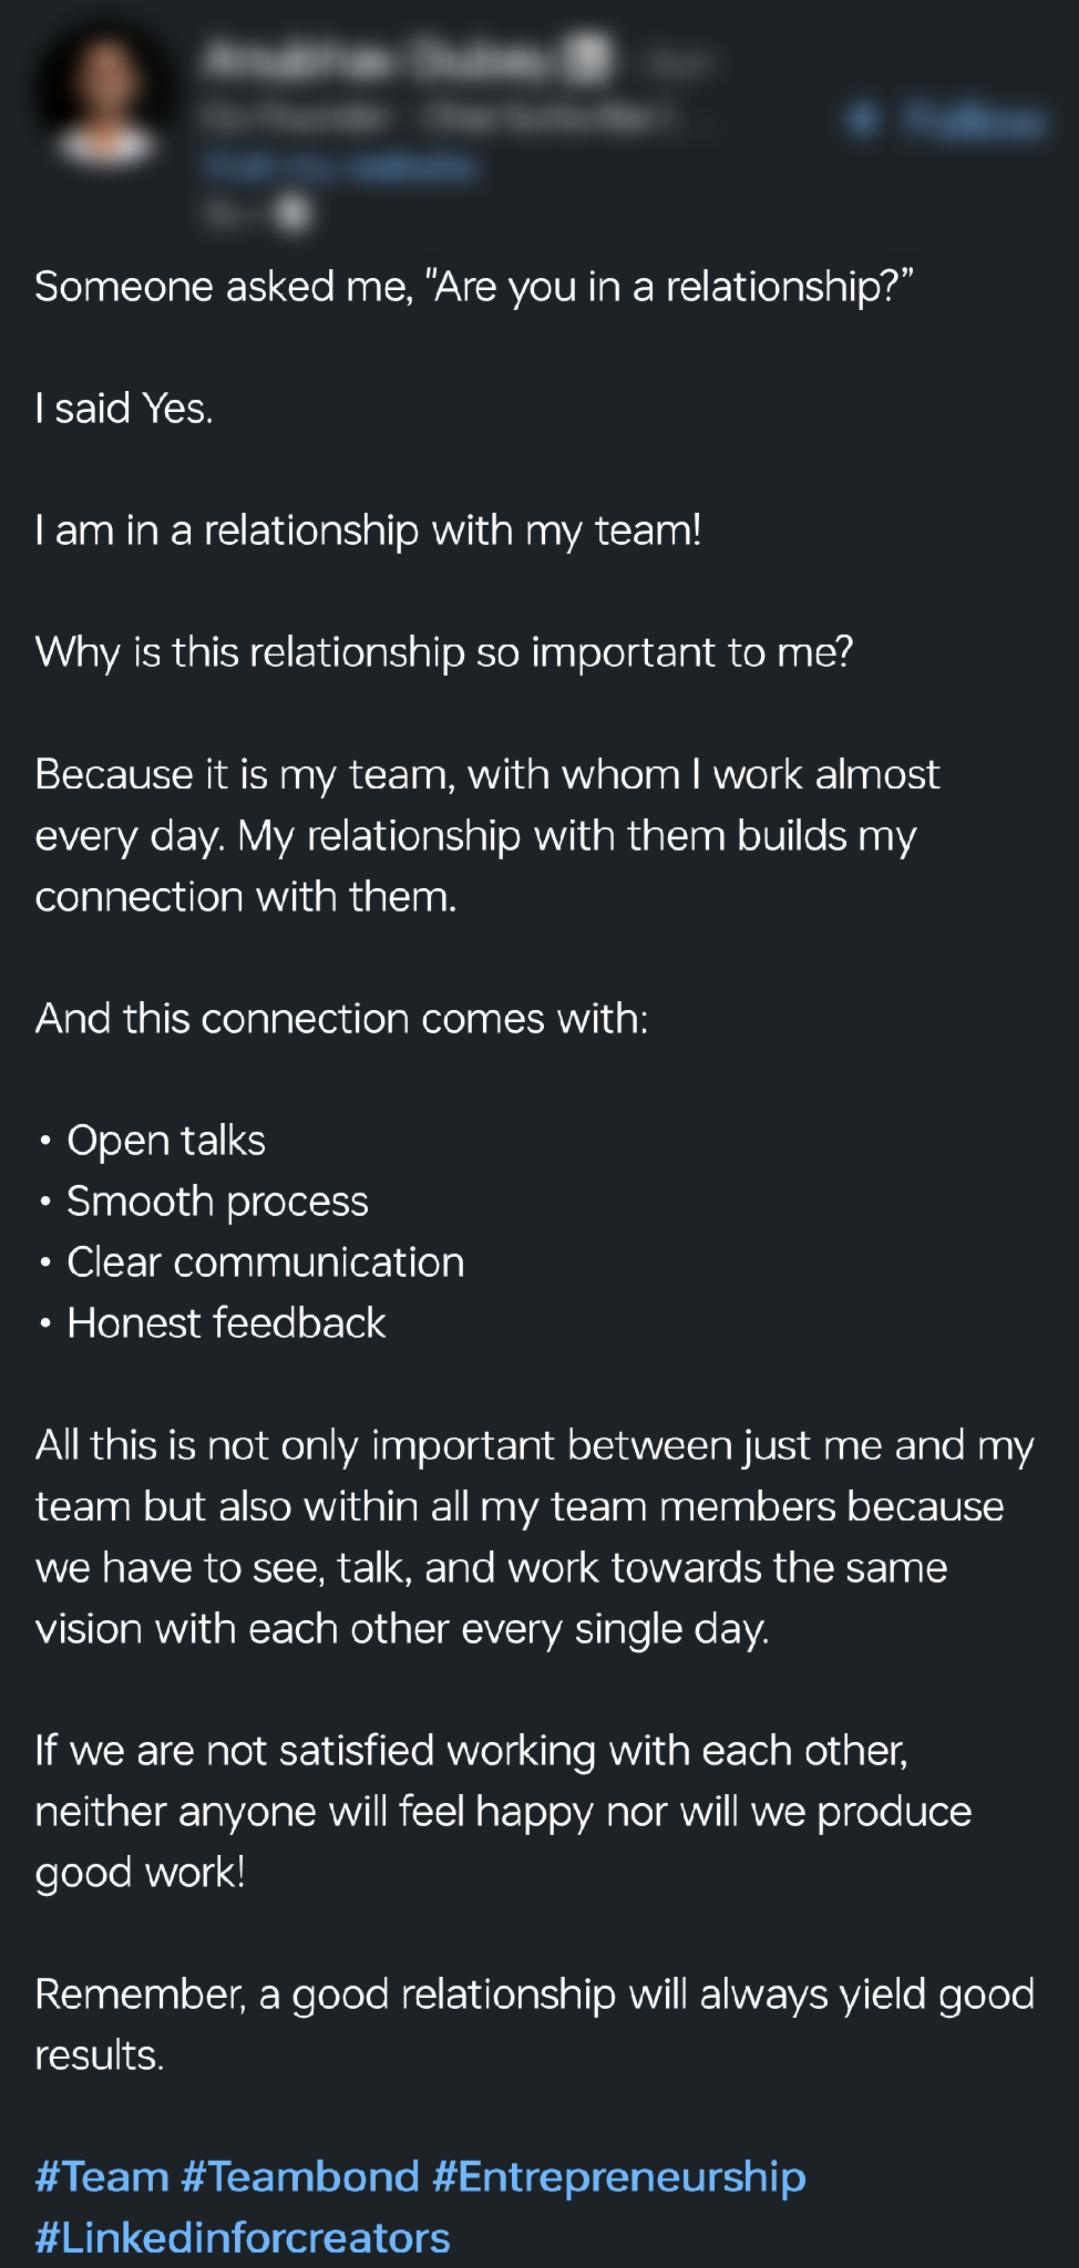 Someone asked me, "Are you in a relationship?”
I said Yes.
I am in a relationship with my team!
Why is this relationship so important to me?
Because it is my team, with whom I work almost
every day. My relationship with them builds my
connection with them.
And this connection comes with:
• Open talks
• Smooth process
• Clear communication
• Honest feedback
All this is not only important between just me and my
team but also within all my team members because
we have to see, talk, and work towards the same
vision with each other every single day.
If we are not satisfied working with each other,
neither anyone will feel happy nor will we produce
good work!
Remember, a good relationship will always yield good
results.
#Team #Teambond #Entrepreneurship
#Linkedinforcreators